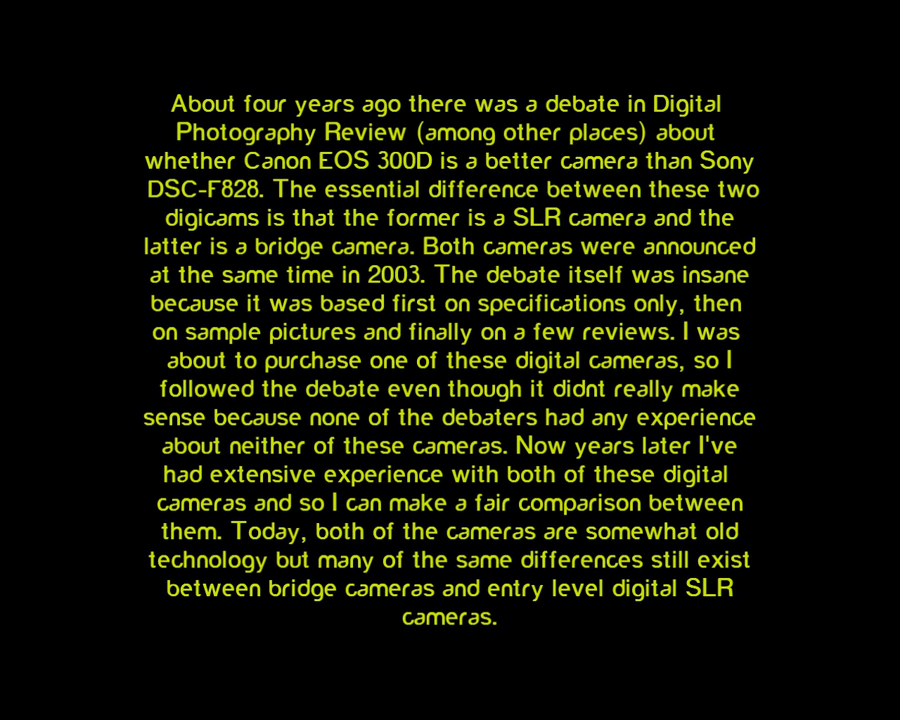 About four years ago there was a debate in Digital
Photography Review (among other places) about
whether Canon EOS 300D is a better camera than Sony
DSC-F828. The essential difference between these two
digicams is that the former is a SLR camera and the
latter is a bridge camera. Both cameras were announced
at the same time in 2003. The debate itself was insane
because it was based first on specifications only, then
on sample pictures and finally on a few reviews. I was
about to purchase one of these digital cameras, so I
followed the debate even though it didnt really make
sense because none of the debaters had any experience
about neither of these cameras. Now years later I've
had extensive experience with both of these digital
cameras and so I can make a fair comparison between
them. Today, both of the cameras are somewhat old
technology but many of the same differences still exist
between bridge cameras and entry level digital SLR
cameras.